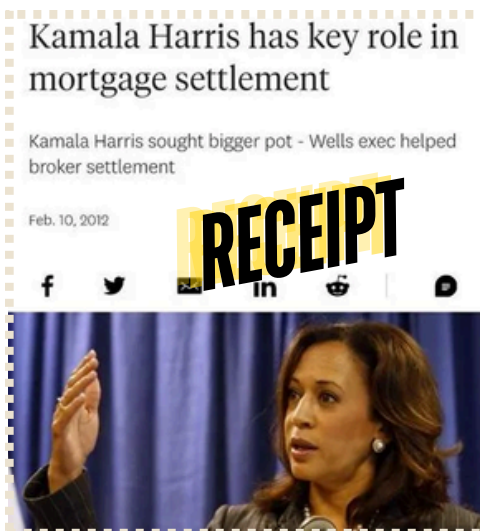 Kamala Harris has key role in
mortgage settlement
Kamala Harris sought bigger pot - Wells exec helped
broker settlement
Feb. 10, 2012
RECEIPT
f
in